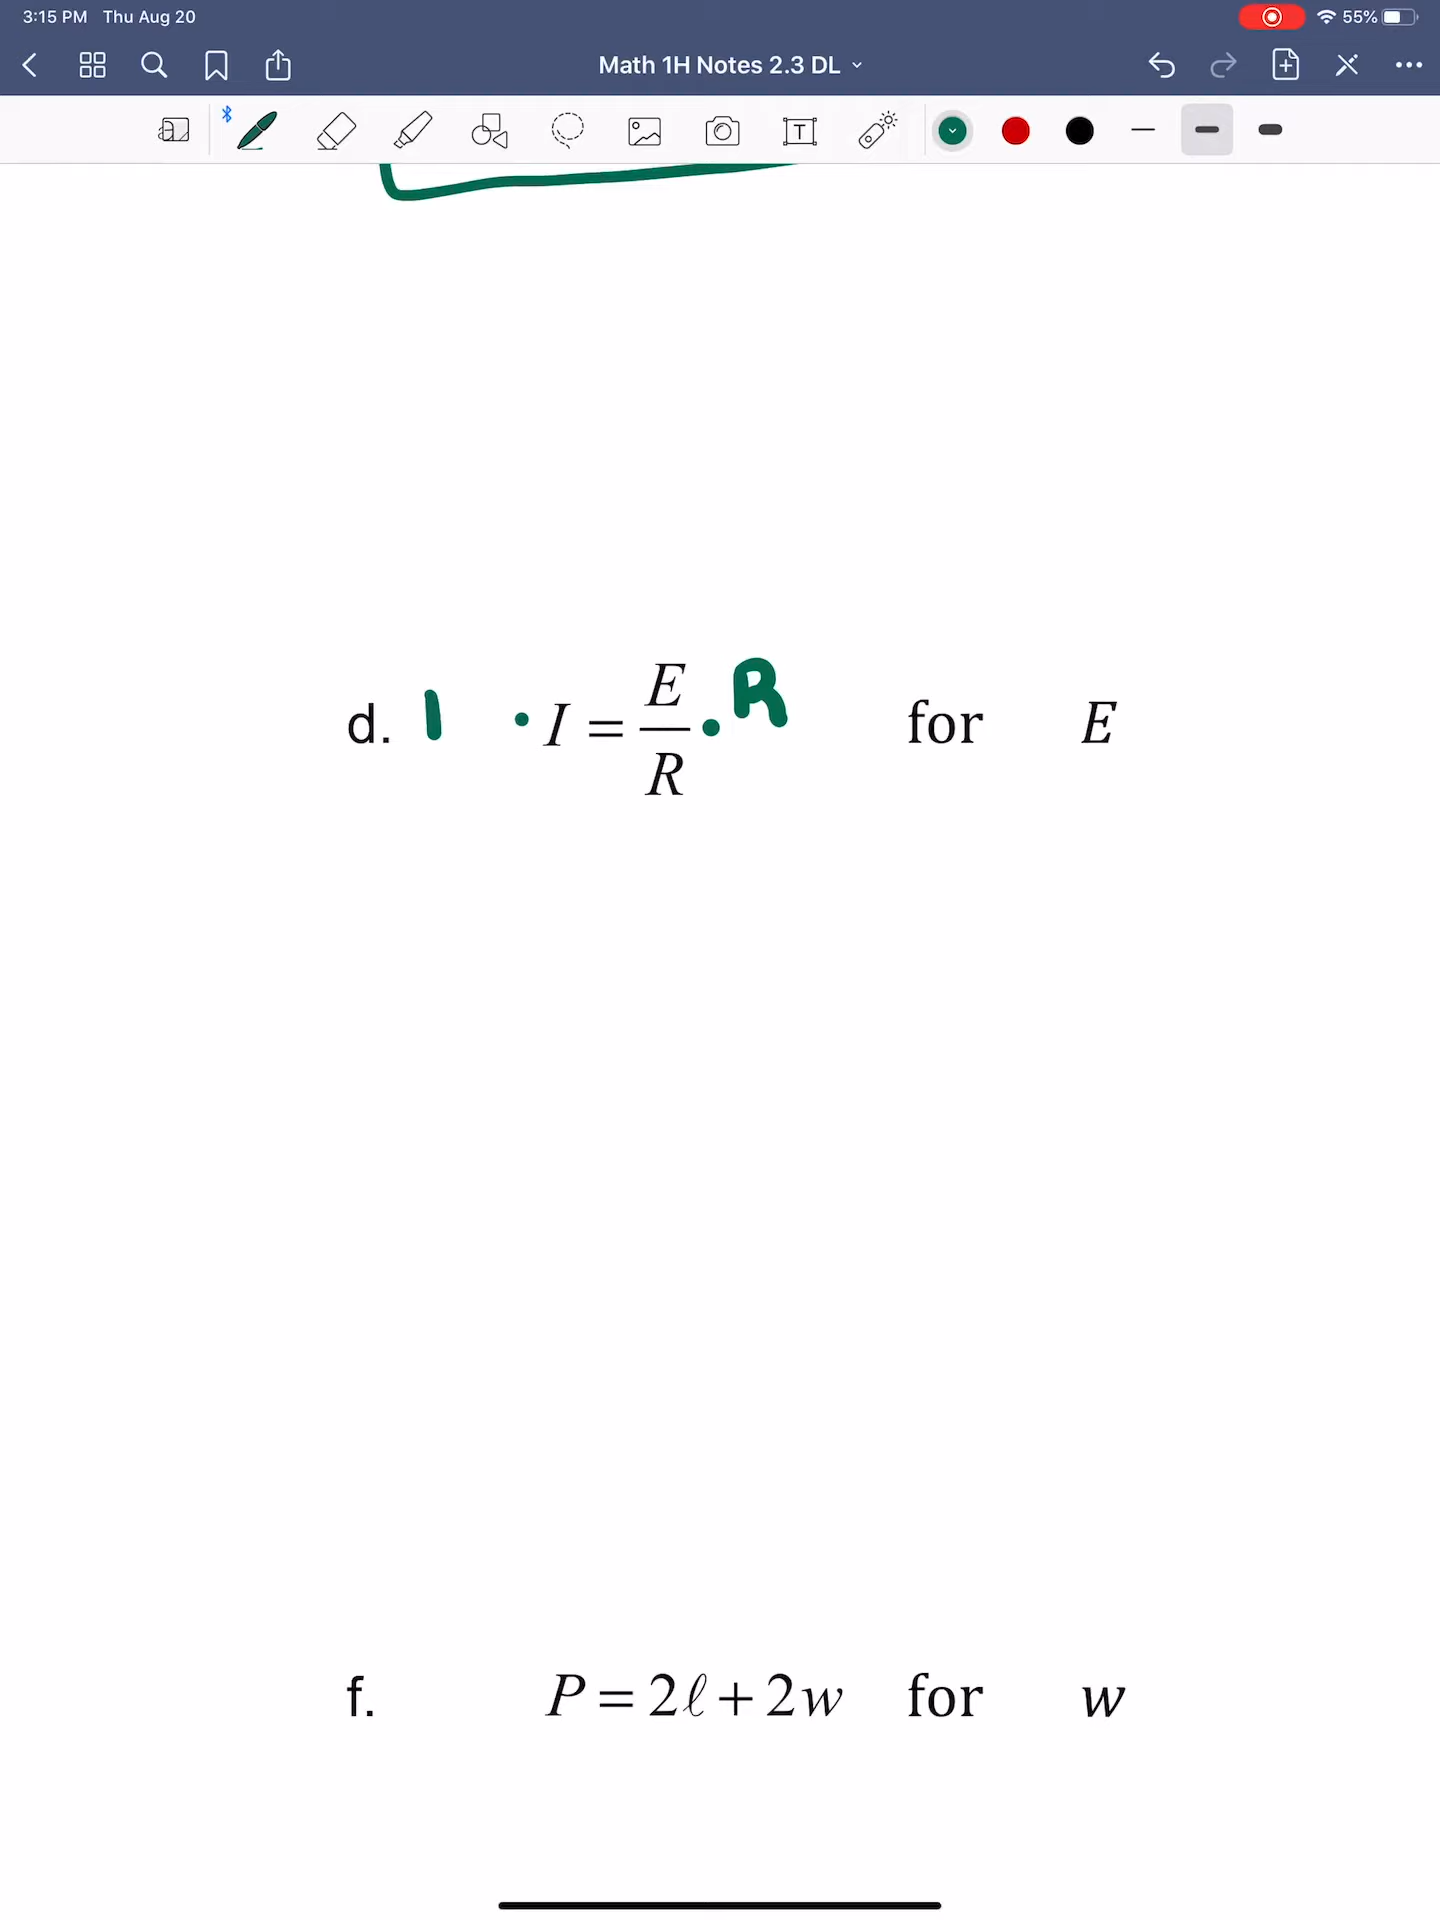 3:15 PM Thu Aug 20
55%
Math 1H Notes 2.3 DL
T
d. I · I = E/R · R for E
f. P = 2ℓ + 2w for w